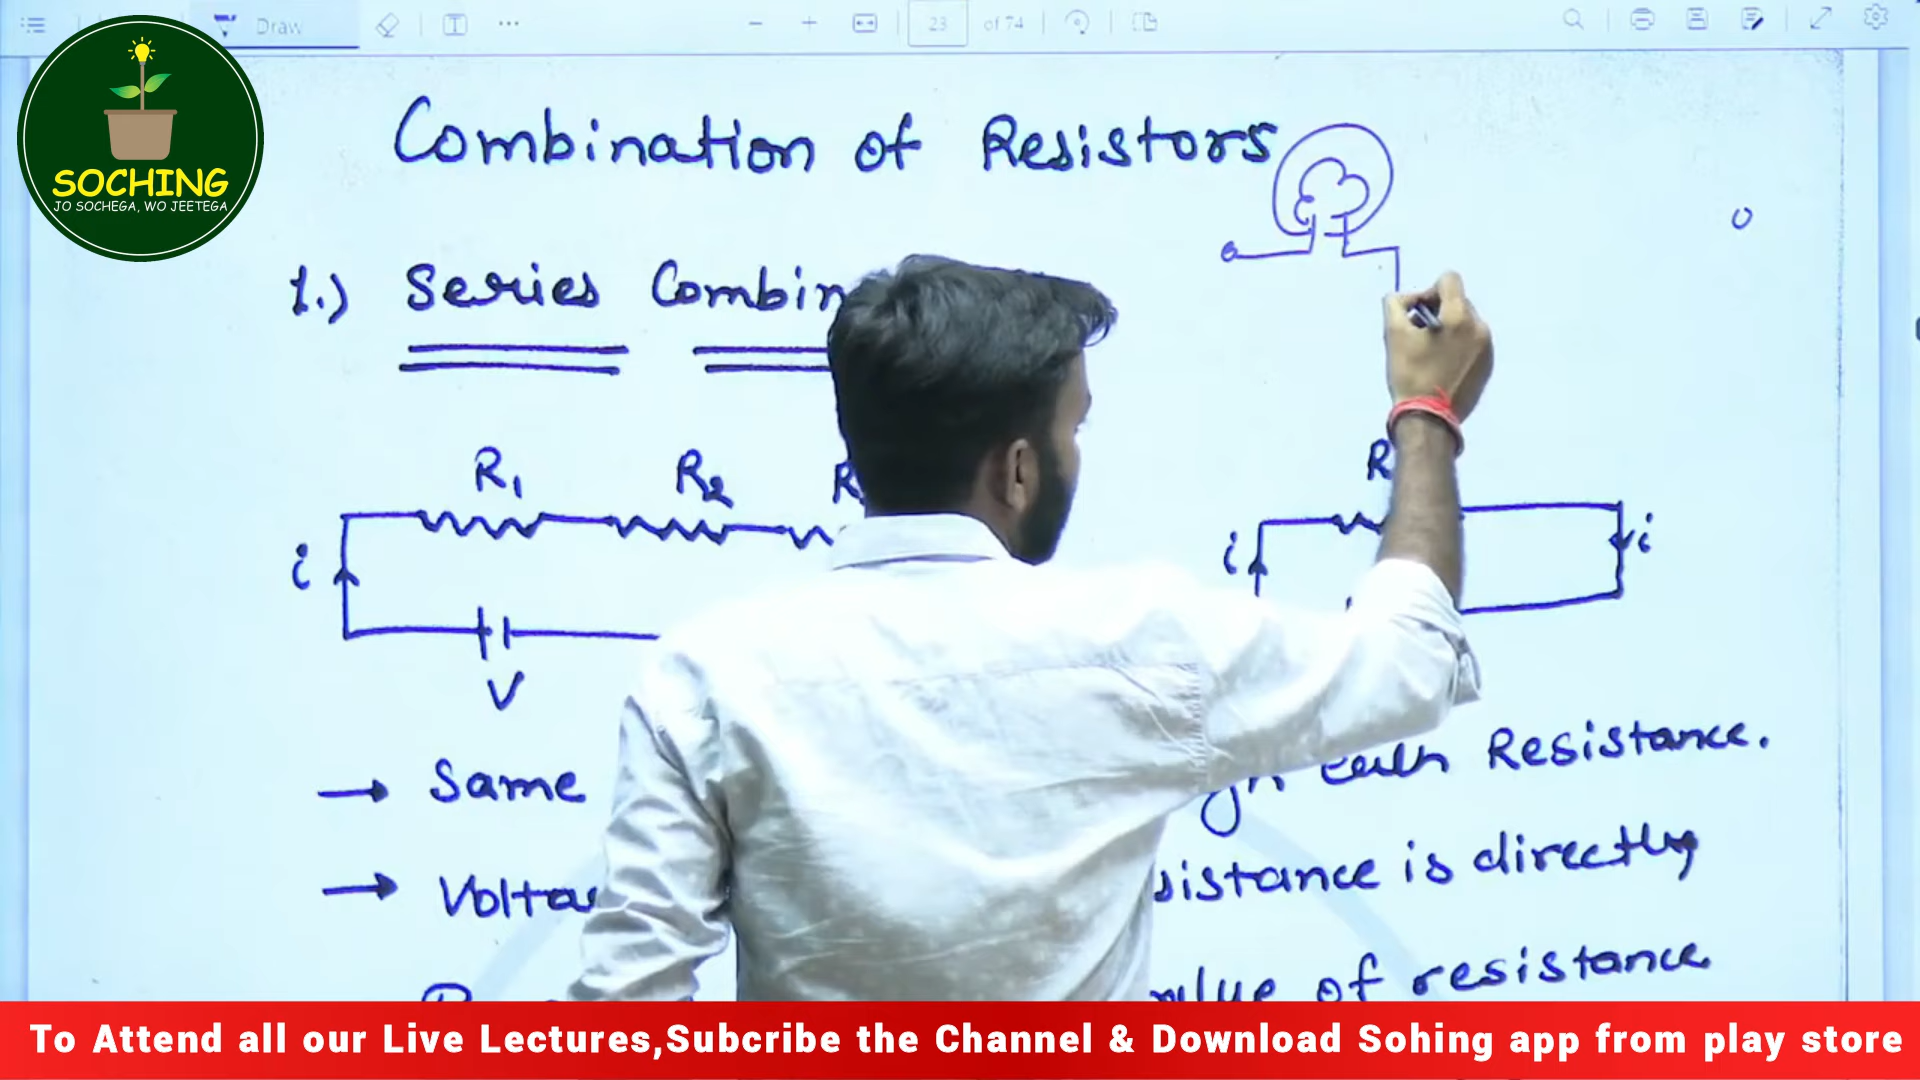 Draw
23 of 74
SOCHING
JO SOCHEGA, WO JEETEGA
Combination of Resistors
1.) Series Combin
R1 R2 R
R
i
i
i
V
Same
each Resistance.
Volta
sistance is directly
value of resistance
To Attend all our Live Lectures,Subcribe the Channel & Download Sohing app from play store